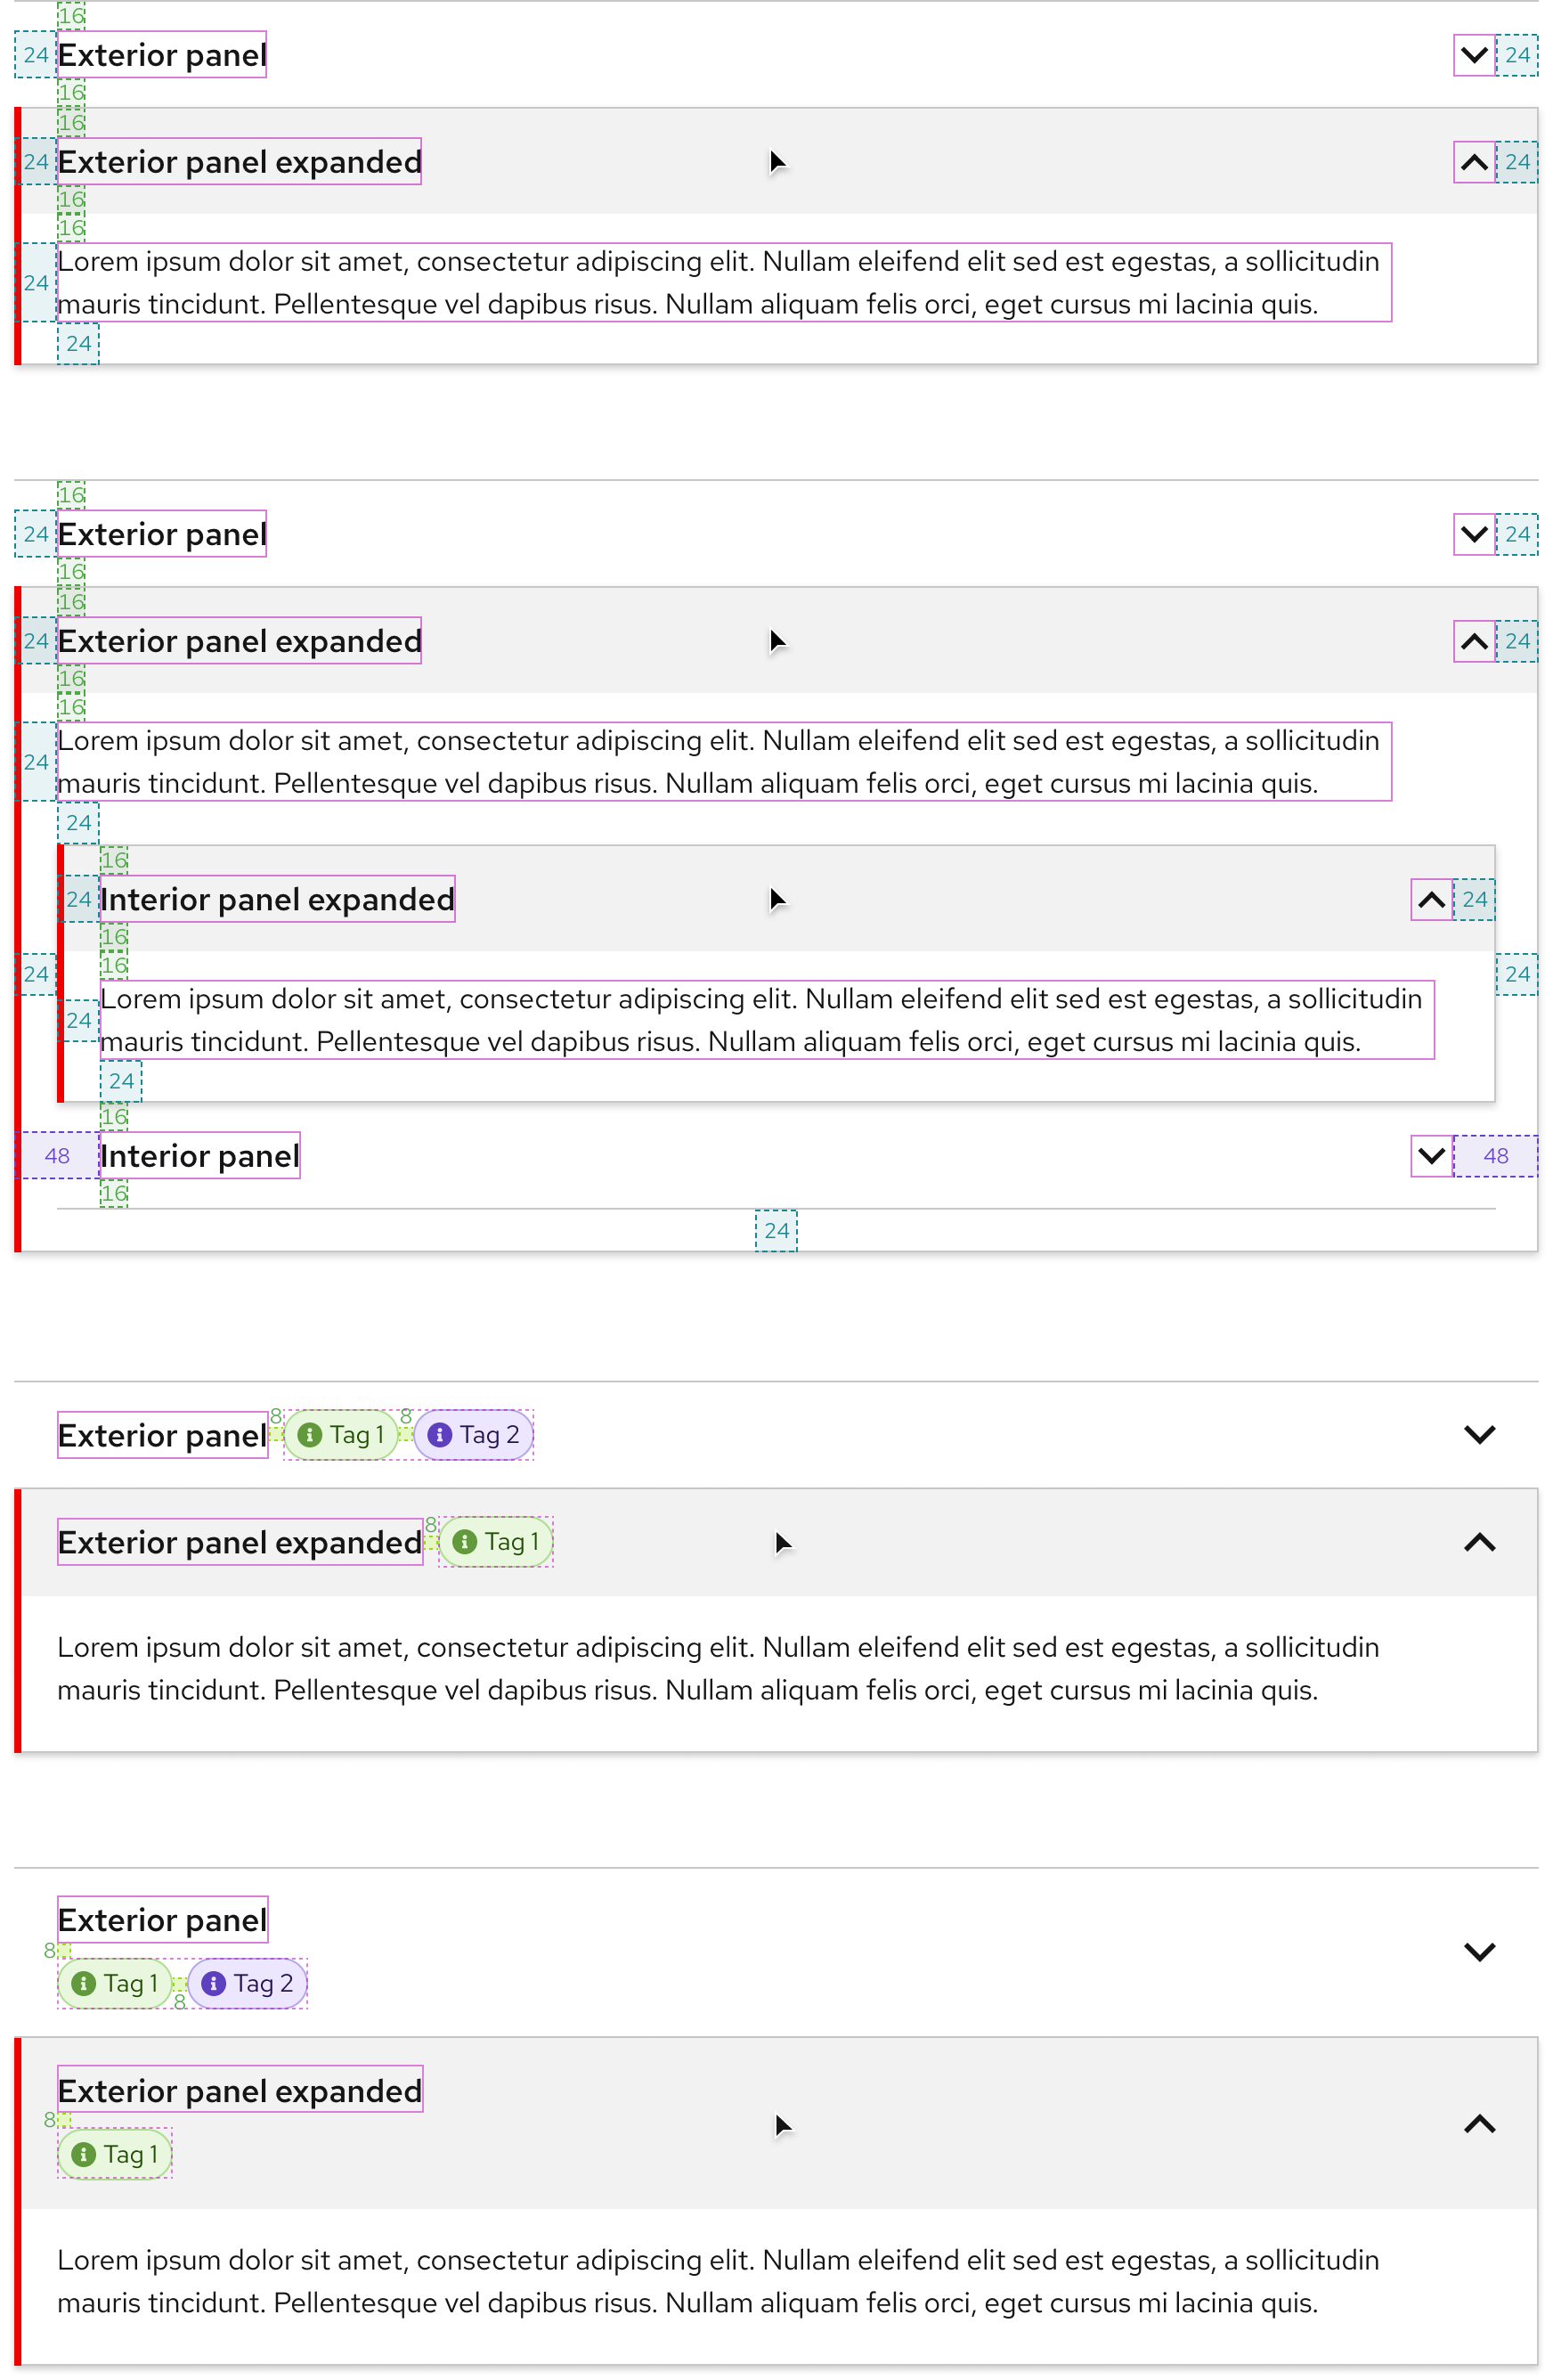 16
24 Exterior panel 24
16
16
24 Exterior panel expanded 24
16
16
24 Lorem ipsum dolor sit amet, consectetur adipiscing elit. Nullam eleifend elit sed est egestas, a sollicitudin
mauris tincidunt. Pellentesque vel dapibus risus. Nullam aliquam felis orci, eget cursus mi lacinia quis.
24
16
24 Exterior panel 24
16
16
24 Exterior panel expanded 24
16
16
24 Lorem ipsum dolor sit amet, consectetur adipiscing elit. Nullam eleifend elit sed est egestas, a sollicitudin
mauris tincidunt. Pellentesque vel dapibus risus. Nullam aliquam felis orci, eget cursus mi lacinia quis.
24
16
24 Interior panel expanded 24
16
24 16 24
24 Lorem ipsum dolor sit amet, consectetur adipiscing elit. Nullam eleifend elit sed est egestas, a sollicitudin
mauris tincidunt. Pellentesque vel dapibus risus. Nullam aliquam felis orci, eget cursus mi lacinia quis.
24
16
48 Interior panel 48
16
24
Exterior panel 8 Tag 1 8 Tag 2
Exterior panel expanded 8 Tag 1
Lorem ipsum dolor sit amet, consectetur adipiscing elit. Nullam eleifend elit sed est egestas, a sollicitudin
mauris tincidunt. Pellentesque vel dapibus risus. Nullam aliquam felis orci, eget cursus mi lacinia quis.
Exterior panel
8
Tag 1 8 Tag 2
Exterior panel expanded
8
Tag 1
Lorem ipsum dolor sit amet, consectetur adipiscing elit. Nullam eleifend elit sed est egestas, a sollicitudin
mauris tincidunt. Pellentesque vel dapibus risus. Nullam aliquam felis orci, eget cursus mi lacinia quis.